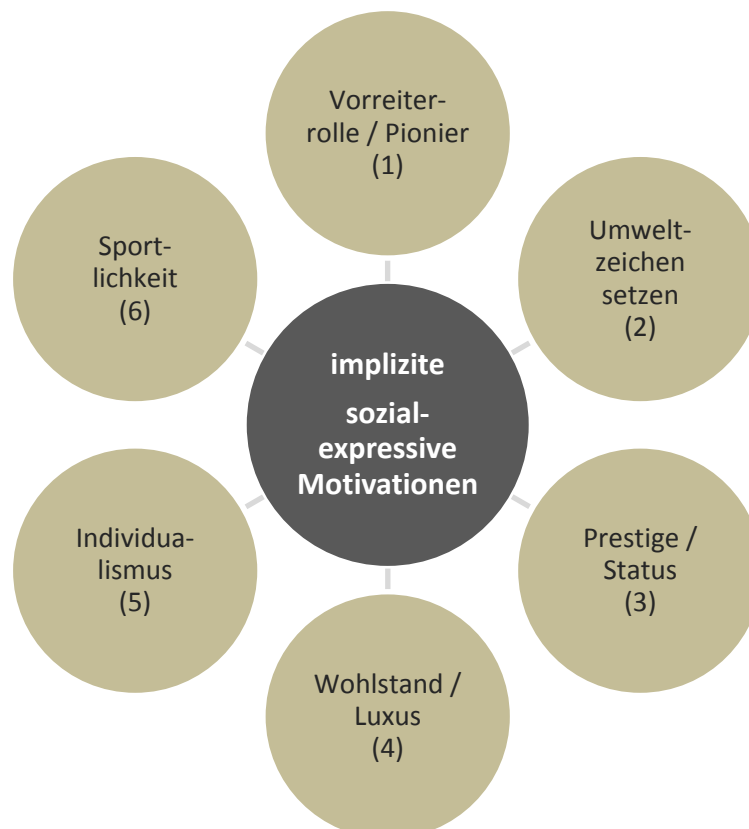 Vorreiter-
rolle / Pionier
(1)
Umwelt-
zeichen
setzen
(2)
Prestige /
Status
(3)
Wohlstand /
Luxus
(4)
Individua-
lismus
(5)
Sport-
lichkeit
(6)
implizite
sozial-
expressive
Motivationen